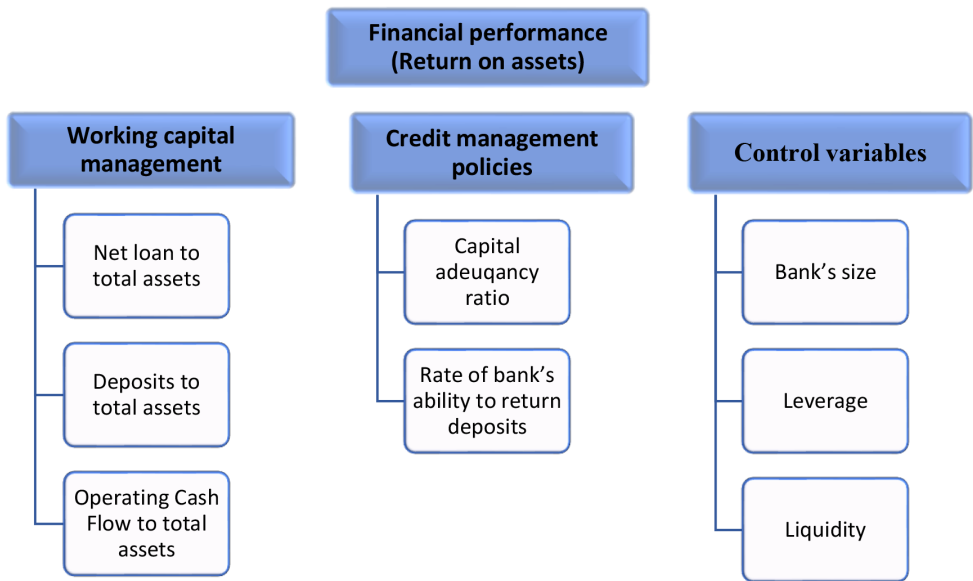 Financial performance
(Return on assets)
Working capital
management
Net loan to
total assets
Deposits to
total assets
Operating Cash
Flow to total
assets
Credit management
policies
Capital
adeuqancy
ratio
Rate of bank’s
ability to return
deposits
Control variables
Bank’s size
Leverage
Liquidity